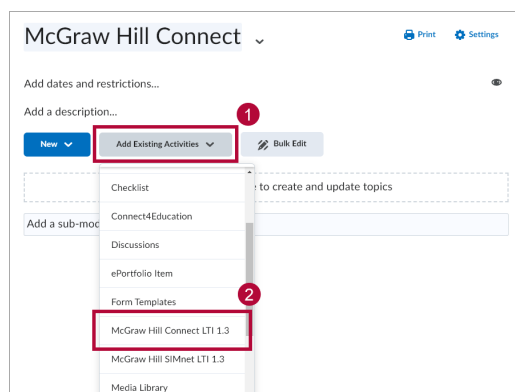 McGraw Hill Connect
Print Settings
Add dates and restrictions...
Add a description...
1
New Add Existing Activities Bulk Edit
Checklist
e to create and update topics
Connect4Education
Add a sub-mod
Discussions
ePortfolio Item
Form Templates
2
McGraw Hill Connect LTI 1.3
McGraw Hill SIMnet LTI 1.3
Media Library